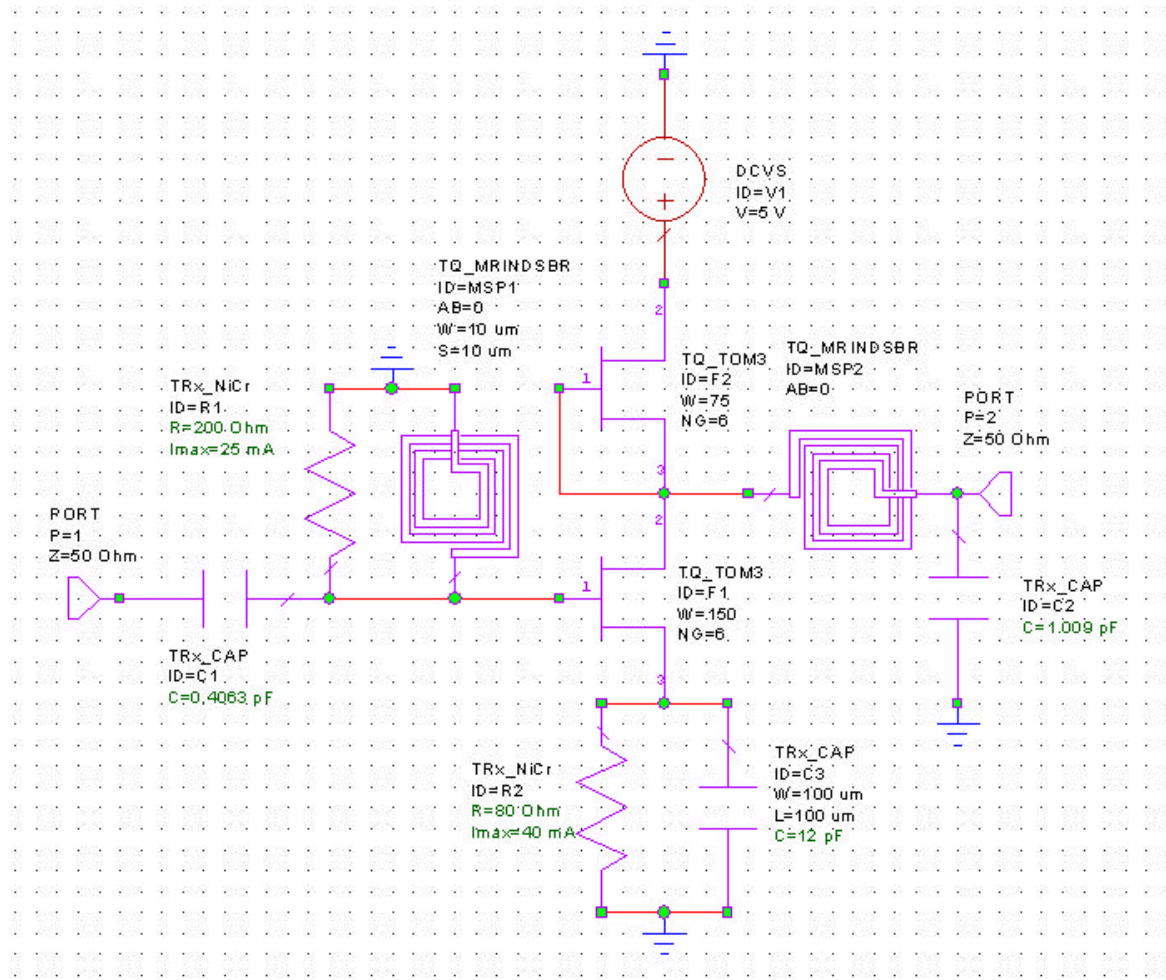 DCVS
ID=V1
V=5 V
TQ_MRINDSBR
ID=MSP1
AB=0
W=10 um
S=10 um
2
TQ_MRINDSBR
ID=MSP2
AB=0
TQ_TOM3
ID=F2
W=75
NG=6
1
3
TRx_NiCr
ID=R1
R=200 Ohm
Imax=25 mA
PORT
P=2
Z=50 Ohm
PORT
P=1
Z=50 Ohm
2
TQ_TOM3
ID=F1
W=150
NG=6
1
3
TRx_CAP
ID=C2
C=1.009 pF
TRx_CAP
ID=C1
C=0.4063 pF
TRx_NiCr
ID=R2
R=80 Ohm
Imax=40 mA
TRx_CAP
ID=C3
W=100 um
L=100 um
C=12 pF